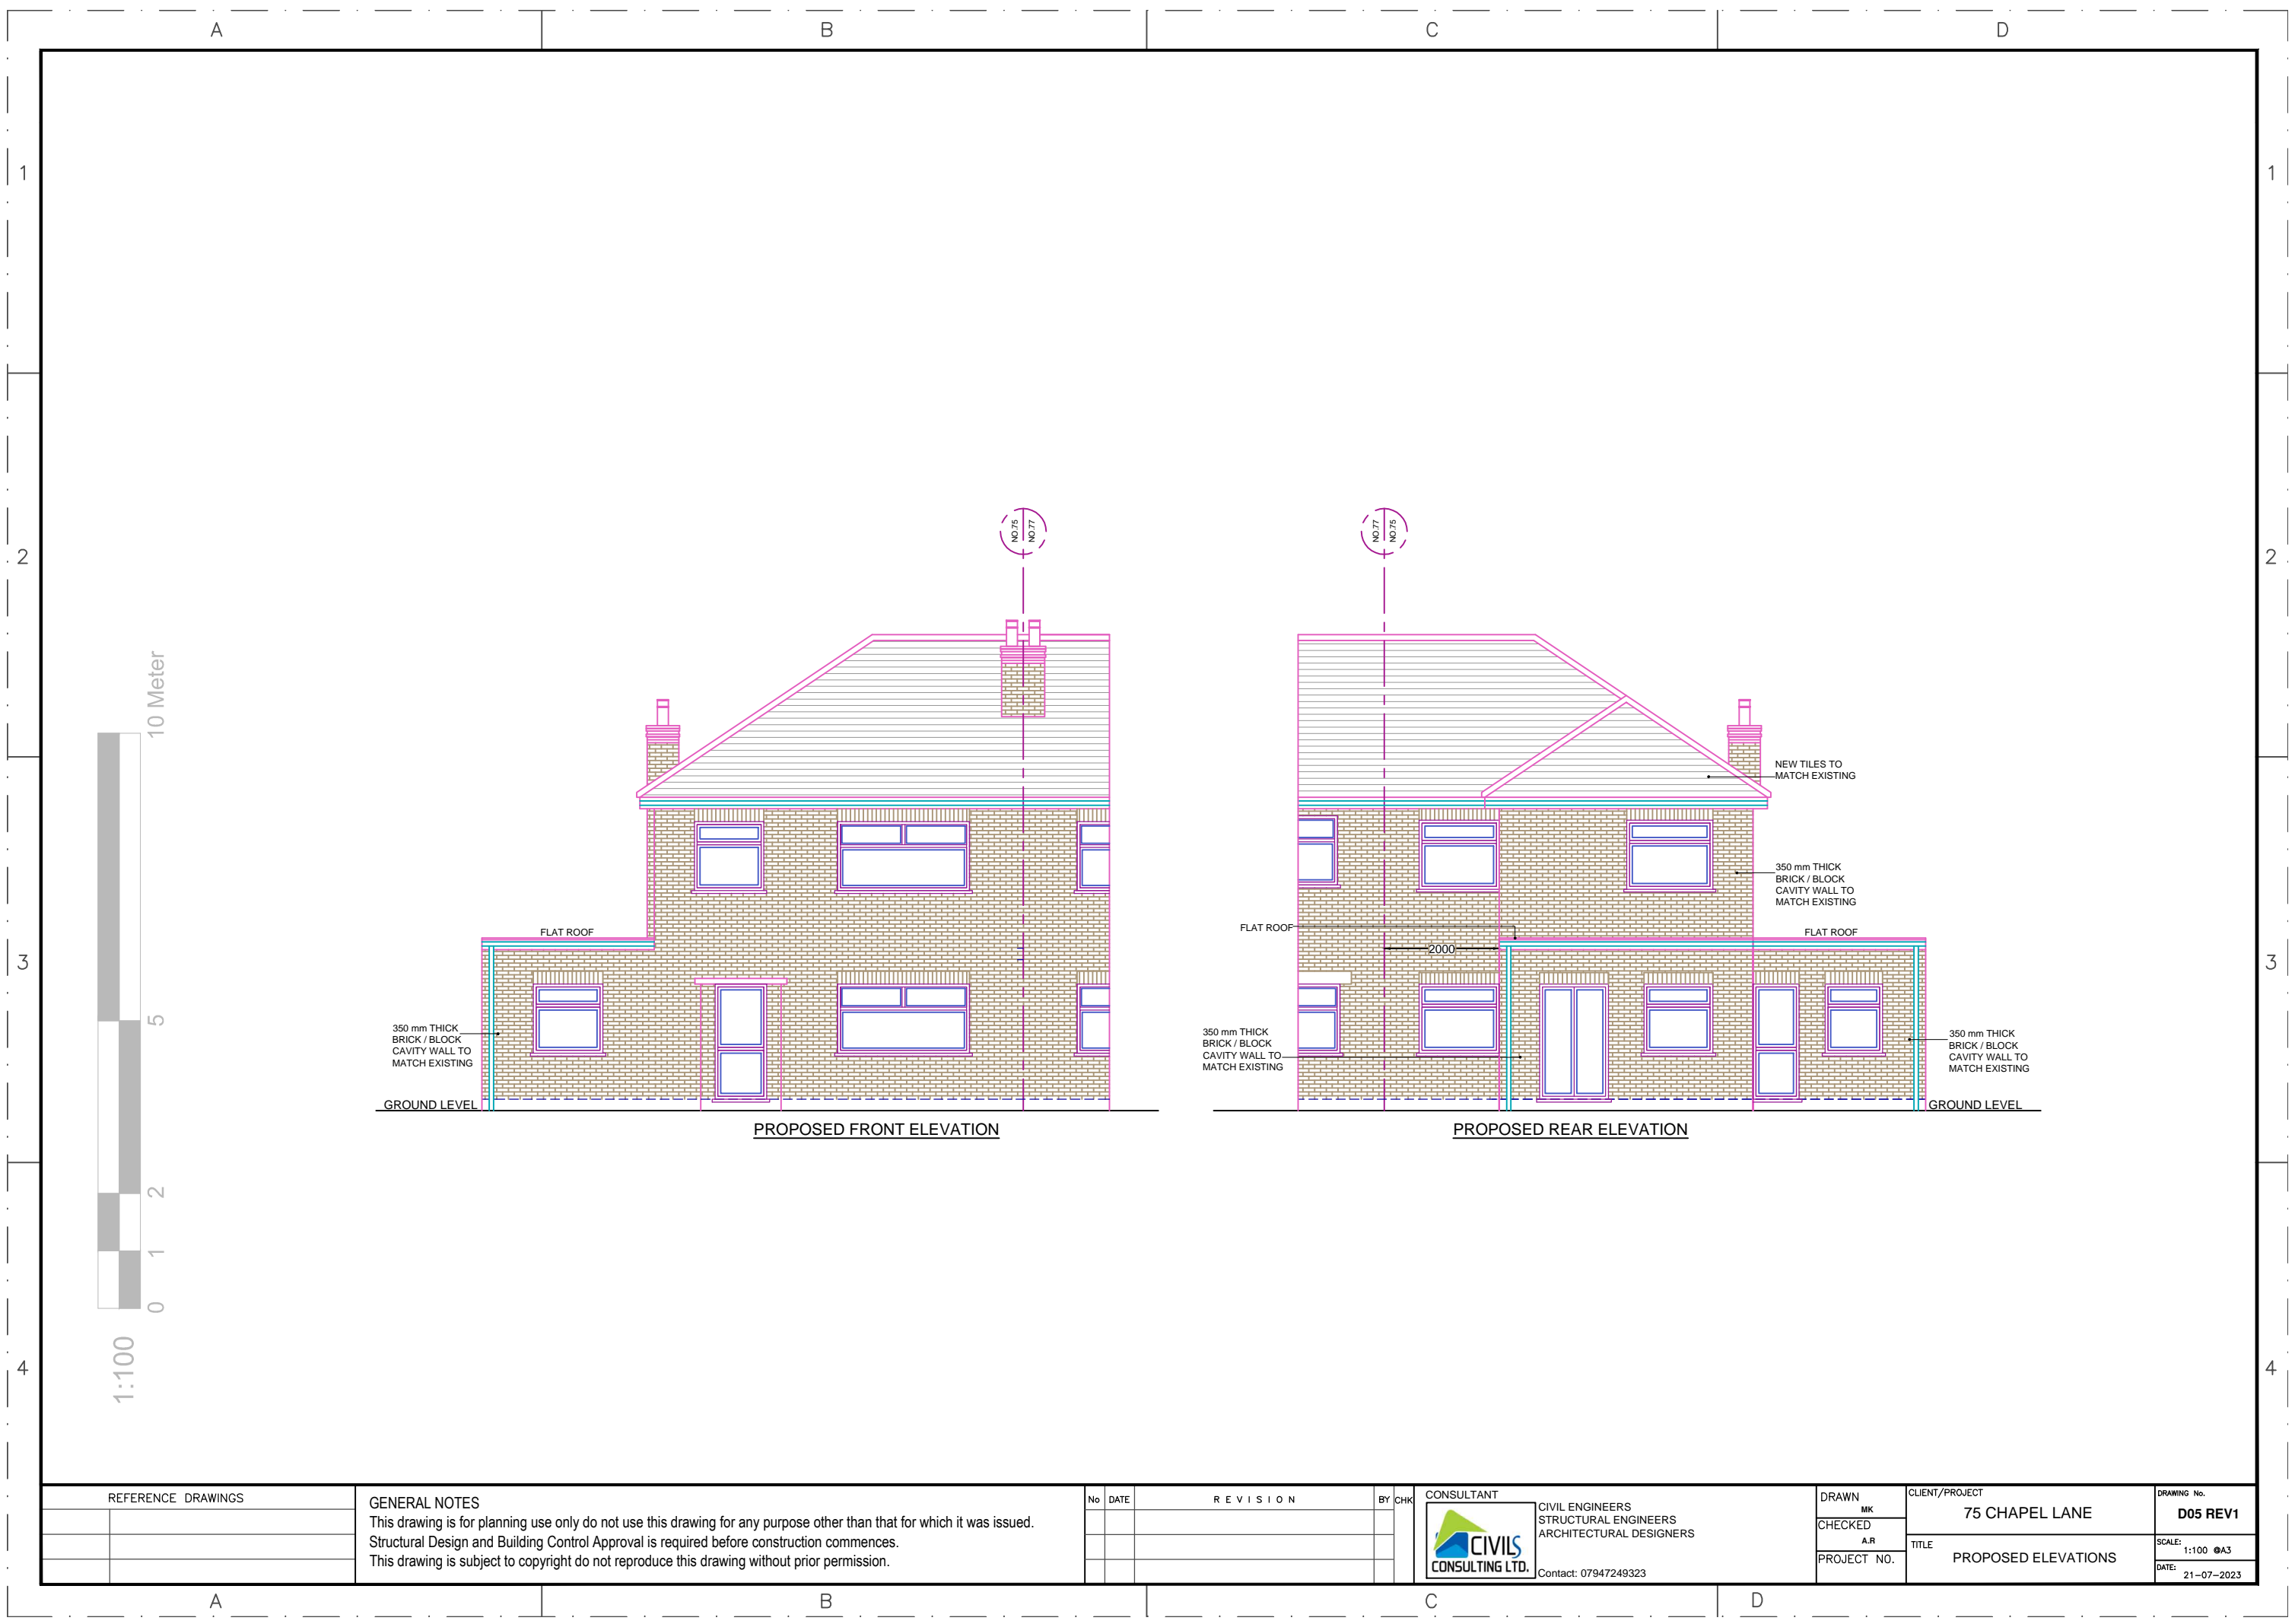 A
B
C
D
1
1
NO.75
NO.77
NO.77
NO.75
2
2
10 Meter
5
2
1
0
1:100
NEW TILES TO
MATCH EXISTING
350 mm THICK
BRICK / BLOCK
CAVITY WALL TO
MATCH EXISTING
FLAT ROOF
FLAT ROOF
2000
FLAT ROOF
3
3
350 mm THICK
BRICK / BLOCK
CAVITY WALL TO
MATCH EXISTING
350 mm THICK
BRICK / BLOCK
CAVITY WALL TO
MATCH EXISTING
350 mm THICK
BRICK / BLOCK
CAVITY WALL TO
MATCH EXISTING
GROUND LEVEL
GROUND LEVEL
PROPOSED FRONT ELEVATION
PROPOSED REAR ELEVATION
4
4
REFERENCE DRAWINGS
GENERAL NOTES
This drawing is for planning use only do not use this drawing for any purpose other than that for which it was issued.
Structural Design and Building Control Approval is required before construction commences.
This drawing is subject to copyright do not reproduce this drawing without prior permission.
No DATE REVISION BY CHK
CONSULTANT
CIVILS
CONSULTING LTD.
CIVIL ENGINEERS
STRUCTURAL ENGINEERS
ARCHITECTURAL DESIGNERS
Contact: 07947249323
DRAWN
MK
CHECKED
A.R
PROJECT NO.
CLIENT/PROJECT
75 CHAPEL LANE
TITLE
PROPOSED ELEVATIONS
DRAWING No.
D05 REV1
SCALE:
1:100 @A3
DATE:
21-07-2023
A
B
C
D